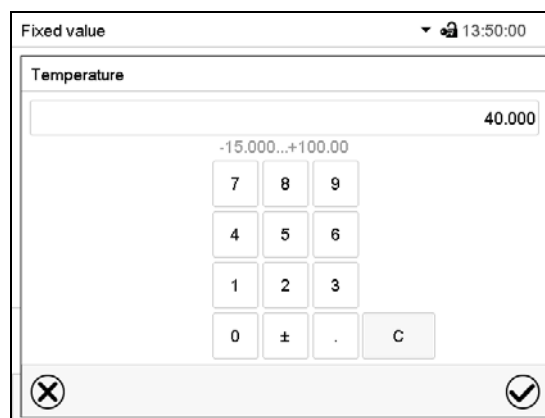 Fixed value 13:50:00
Temperature
40.000
-15.000...+100.00
7 8 9
4 5 6
1 2 3
0 ± . C